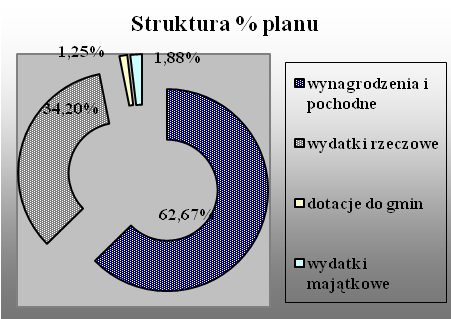 Struktura % planu
1,25%
1,88%
34,20%
62,67%
wynagrodzenia i
pochodne
wydatki rzeczowe
dotacje do gmin
wydatki
majątkowe